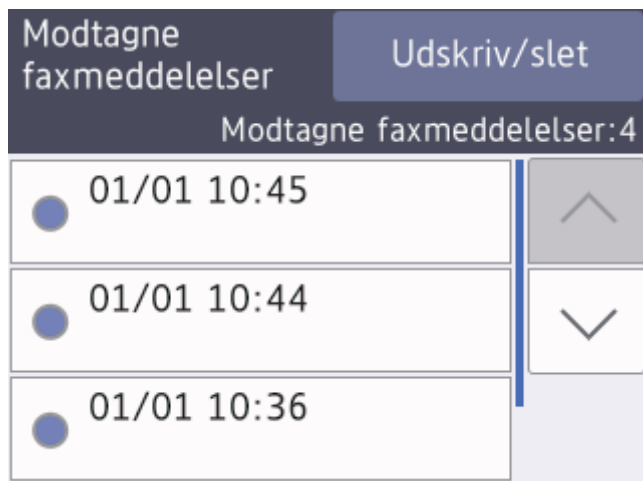 Modtagne
faxmeddelelser
Udskriv/slet
Modtagne faxmeddelelser:4
01/01 10:45
01/01 10:44
01/01 10:36